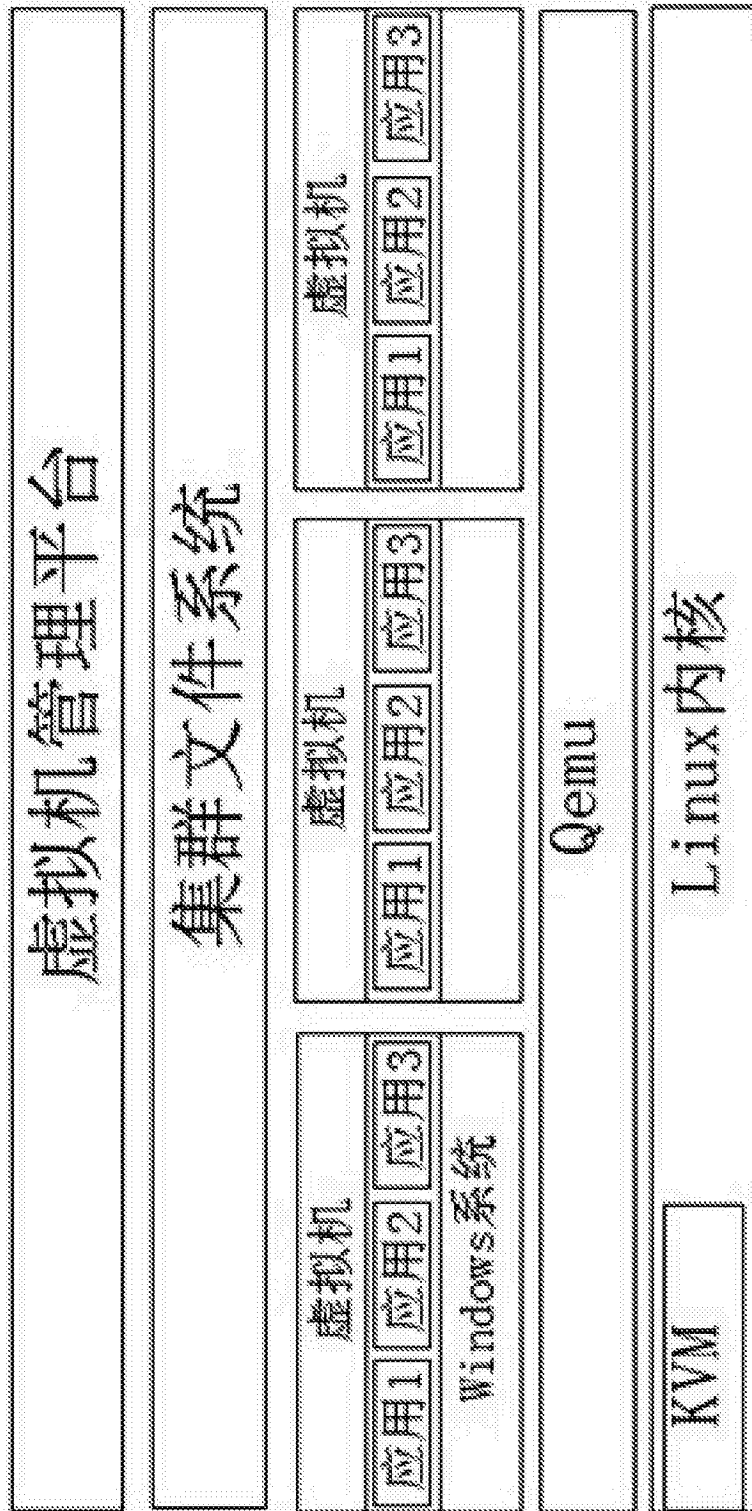 虚拟机管理平台
集群文件系统
虚拟机
应用1 应用2 应用3
Windows系统
虚拟机
应用1 应用2 应用3
虚拟机
应用1 应用2 应用3
Qemu
KVM
Linux内核